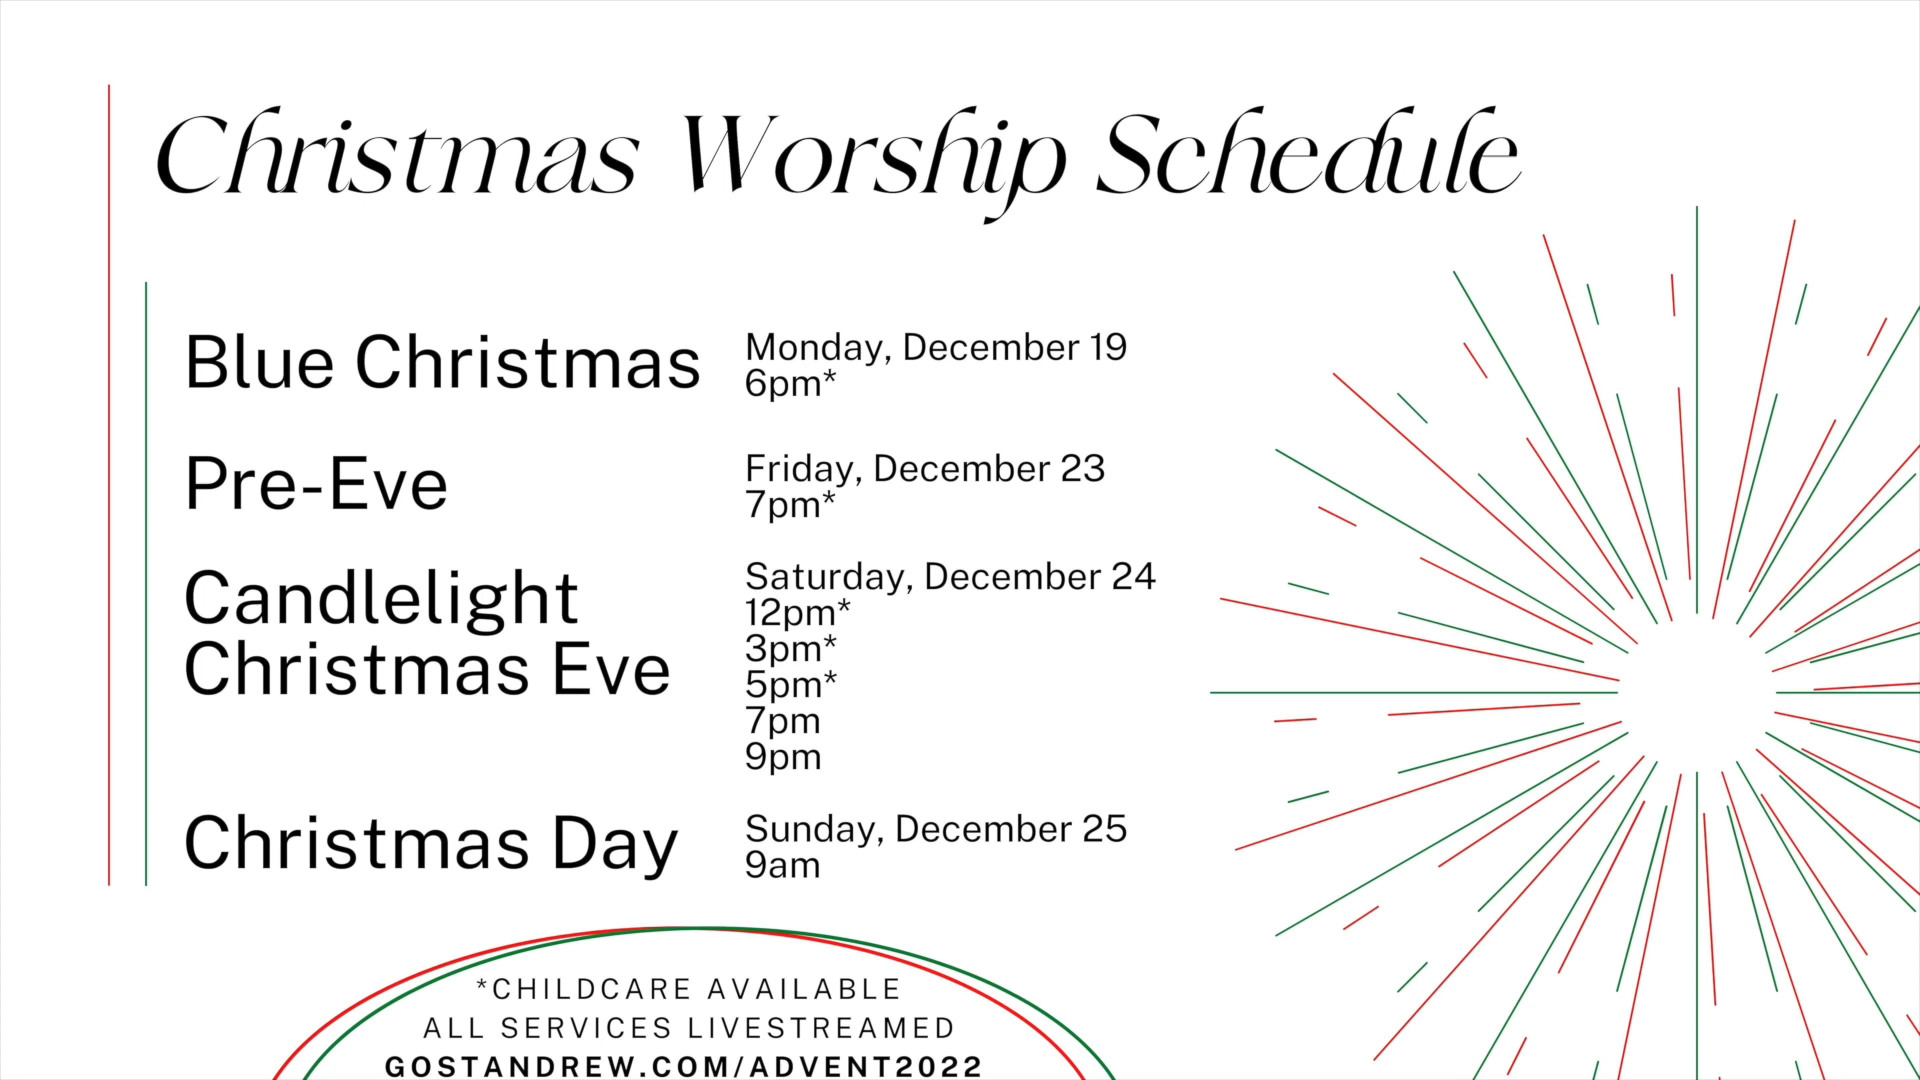 Christmas Worship Schedule
Blue Christmas
Monday, December 19
6pm*
Pre-Eve
Friday, December 23
7pm*
Candlelight
Christmas Eve
Saturday, December 24
12pm*
3pm*
5pm*
7pm
9pm
Christmas Day
Sunday, December 25
9am
*CHILDCARE AVAILABLE
ALL SERVICES LIVESTREAMED
GOSTANDREW.COM/ADVENT2022